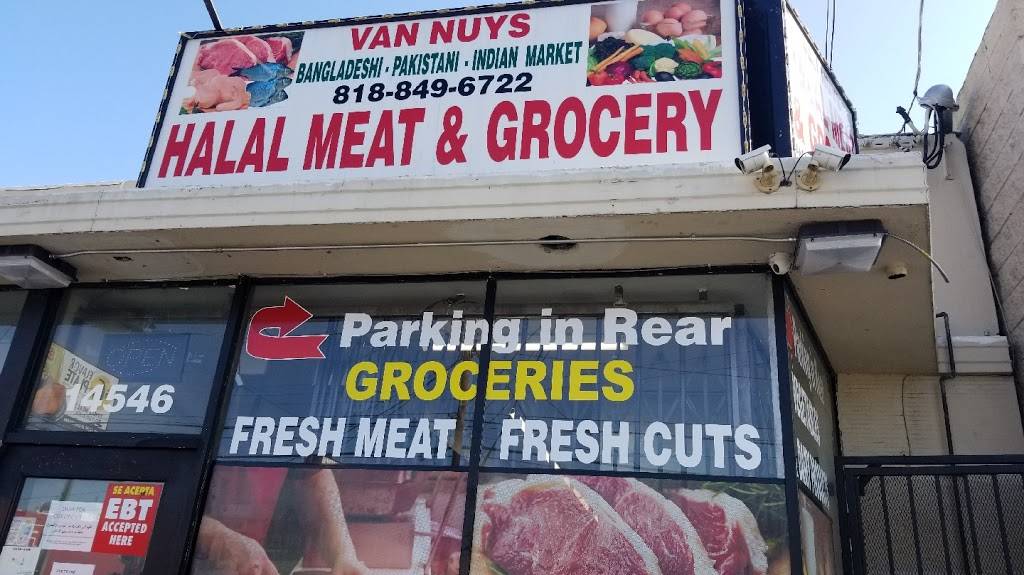 VAN NUYS
BANGLADESHI - PAKISTANI - INDIAN MARKET
818-849-6722
HALAL MEAT & GROCERY
Parking in Rear
GROCERIES
FRESH MEAT FRESH CUTS
OPEN
14546
SE ACEPTA
EBT
ACCEPTED
HERE